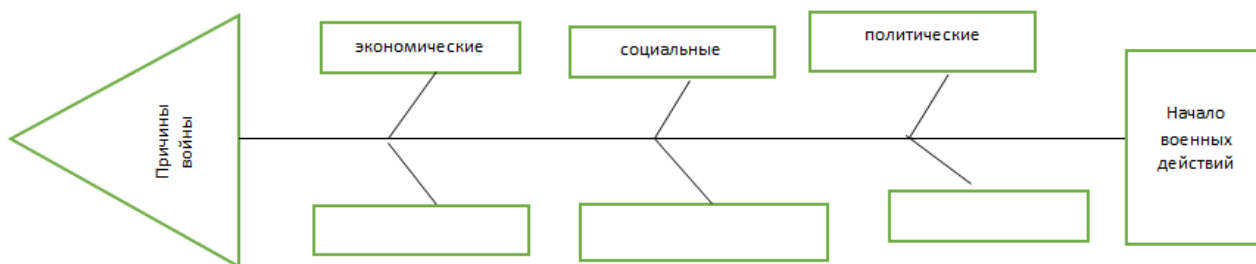 экономические
социальные
политические
Причины
войны
Начало
военных
действий